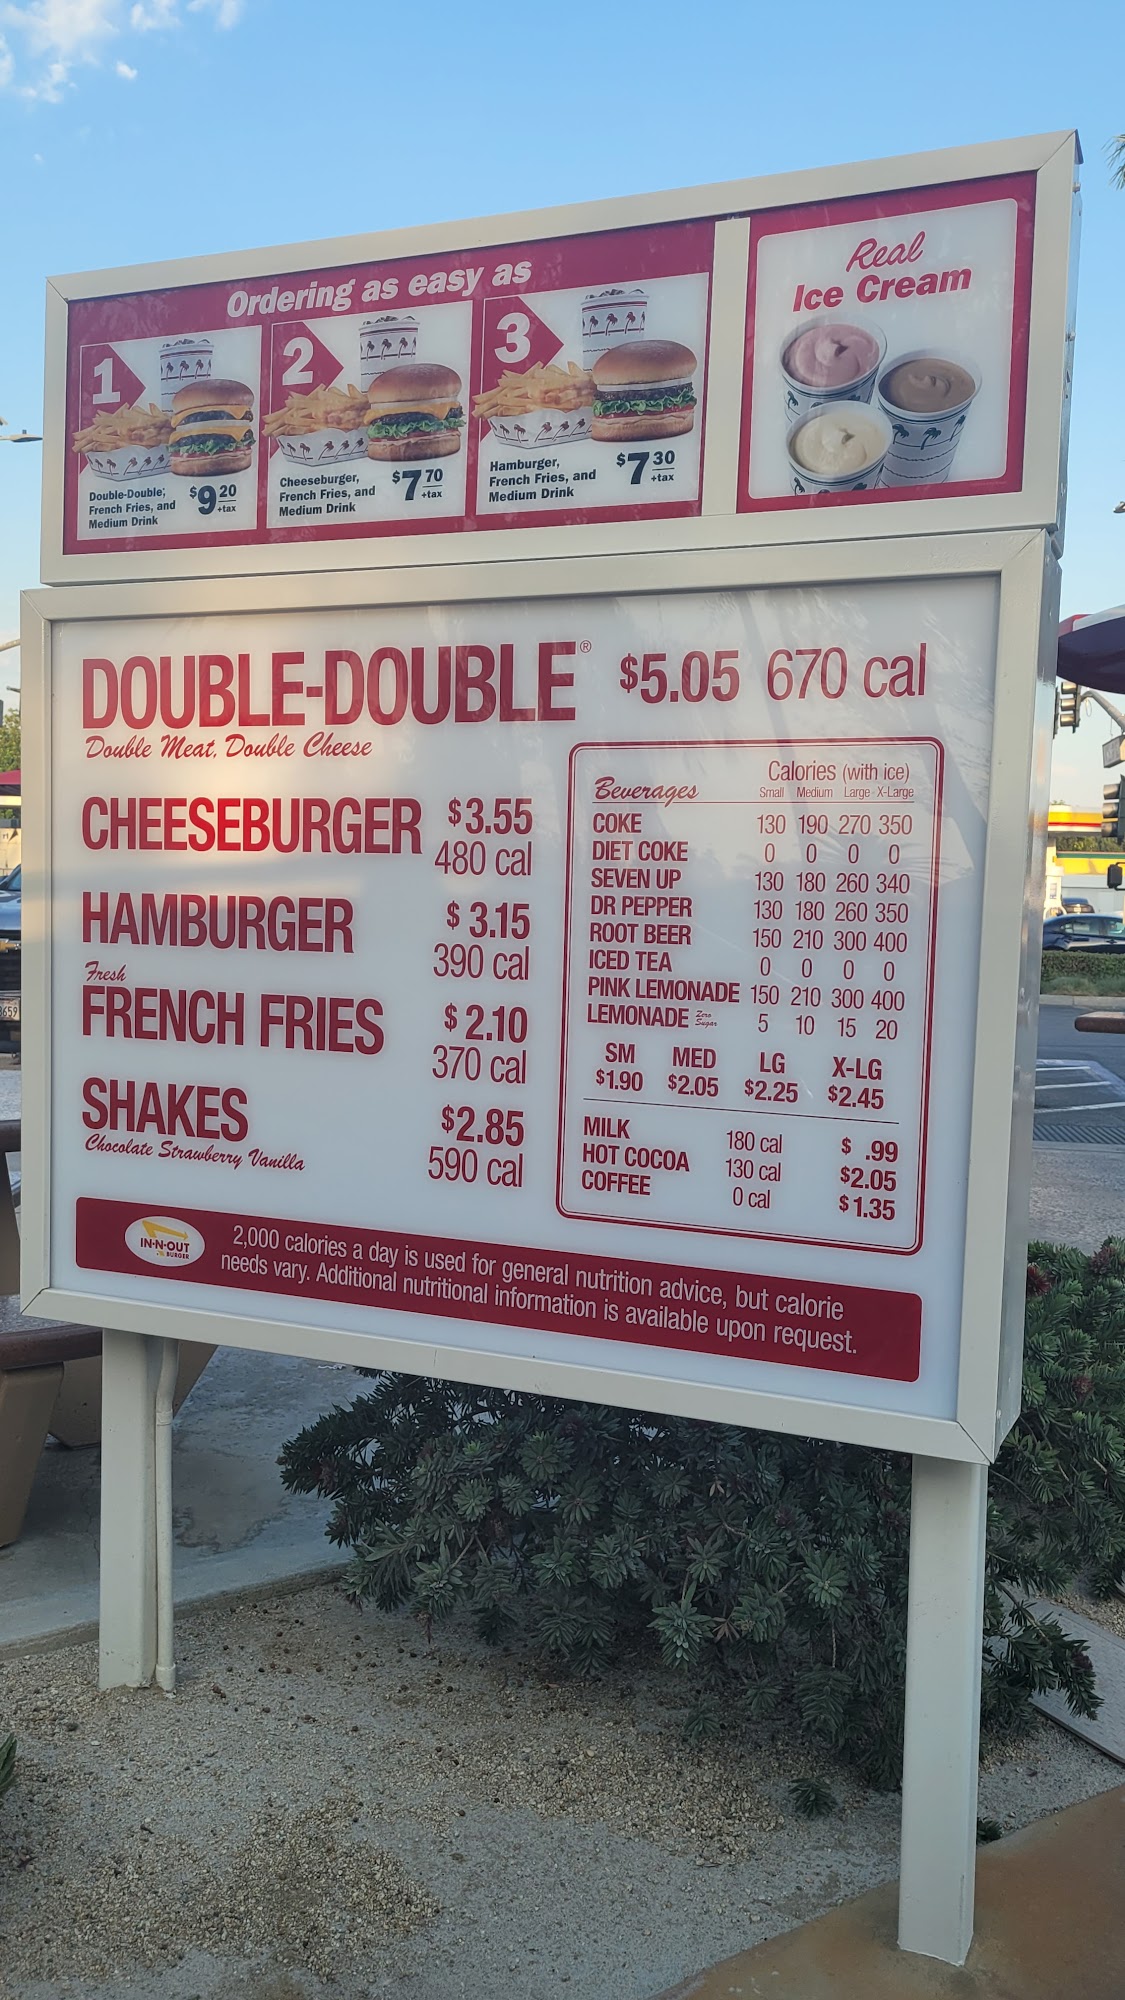 Ordering as easy as
1
Double-Double,
French Fries, and
Medium Drink
$9 20
+tax
2
Cheeseburger,
French Fries, and
Medium Drink
$7 70
+tax
3
Hamburger,
French Fries, and
Medium Drink
$7 30
+tax
Real
Ice Cream
DOUBLE-DOUBLE® $5.05 670 cal
Double Meat, Double Cheese
CHEESEBURGER $3.55
480 cal
HAMBURGER $3.15
390 cal
Fresh
FRENCH FRIES $2.10
370 cal
SHAKES $2.85
Chocolate Strawberry Vanilla
590 cal
Beverages
Calories (with ice)
Small Medium Large X-Large
COKE 130 190 270 350
DIET COKE 0 0 0 0
SEVEN UP 130 180 260 340
DR PEPPER 130 180 260 350
ROOT BEER 150 210 300 400
ICED TEA 0 0 0 0
PINK LEMONADE 150 210 300 400
LEMONADE Zero Sugar 5 10 15 20
SM MED LG X-LG
$1.90 $2.05 $2.25 $2.45
MILK 180 cal $ .99
HOT COCOA 130 cal $2.05
COFFEE 0 cal $1.35
IN-N-OUT
BURGER
2,000 calories a day is used for general nutrition advice, but calorie
needs vary. Additional nutritional information is available upon request.